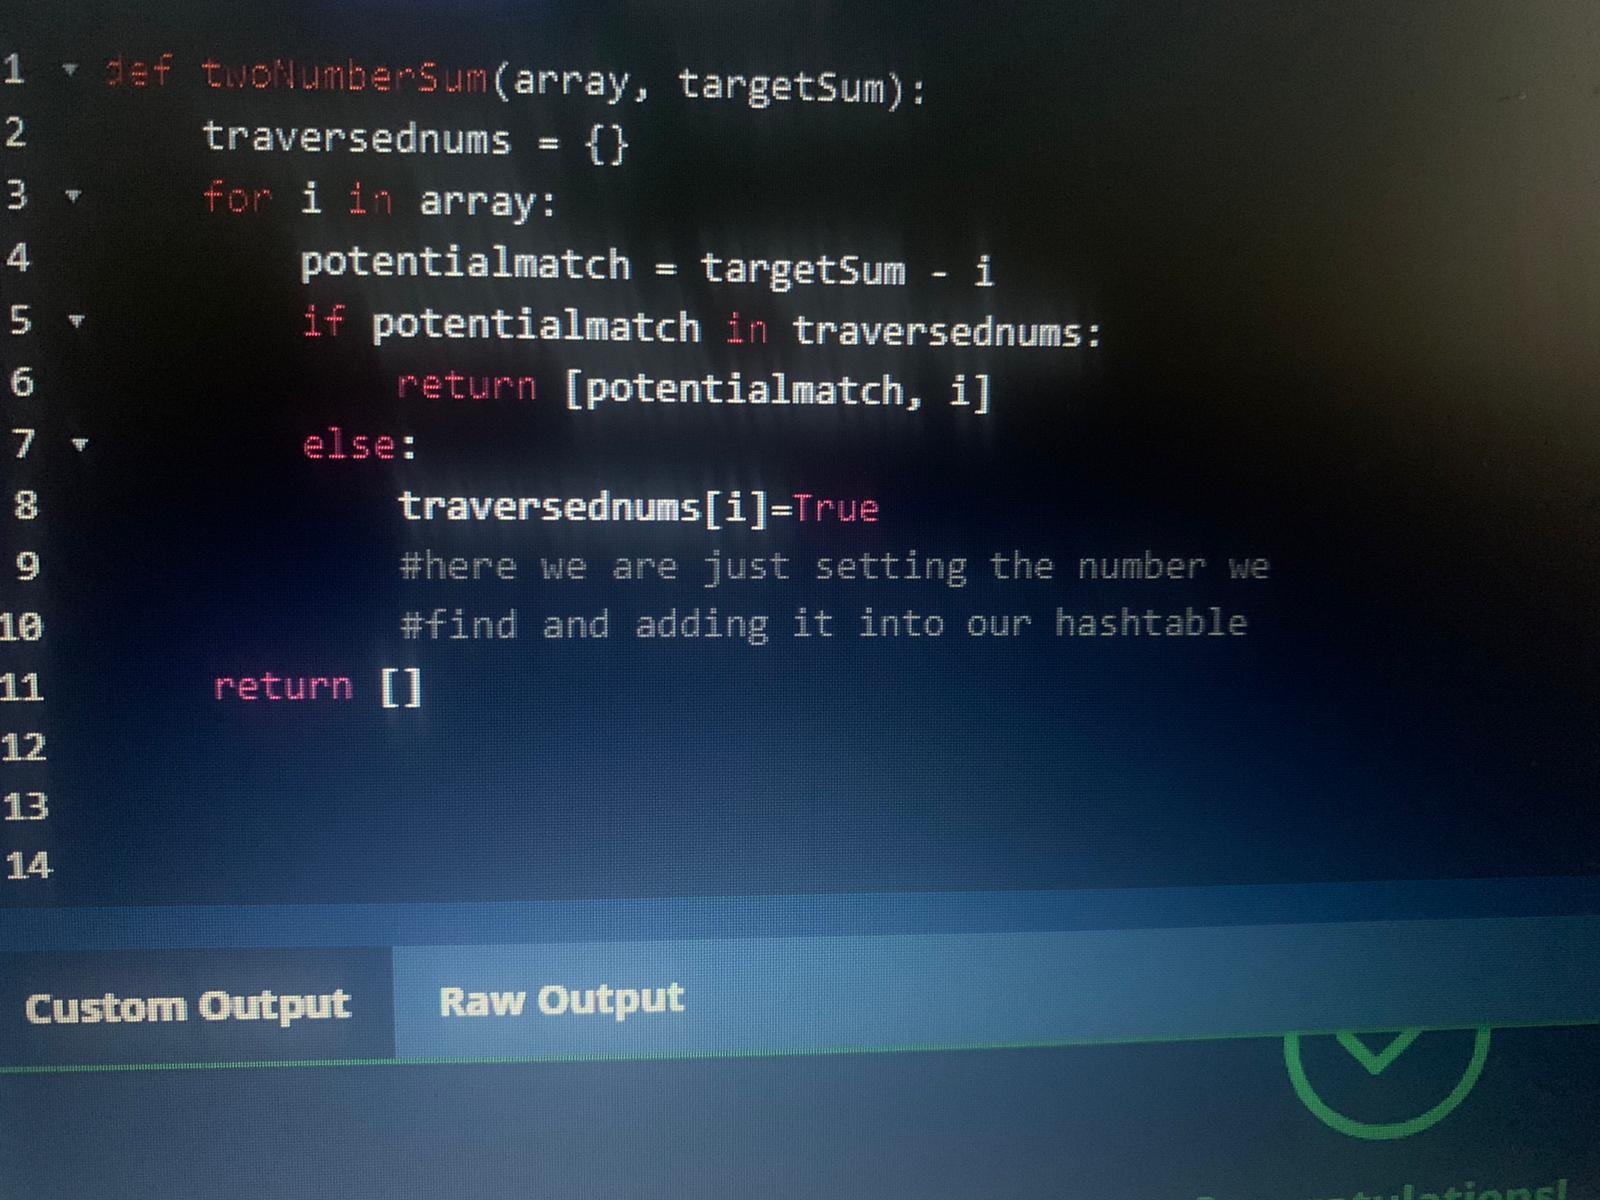 1 def twoNumberSum(array, targetSum):
2 traversednums = {}
3 for i in array:
4 potentialmatch = targetSum - i
5 if potentialmatch in traversednums:
6 return [potentialmatch, i]
7 else:
8 traversednums[i]=True
9 #here we are just setting the number we
10 #find and adding it into our hashtable
11 return []
12
13
14
Custom Output Raw Output